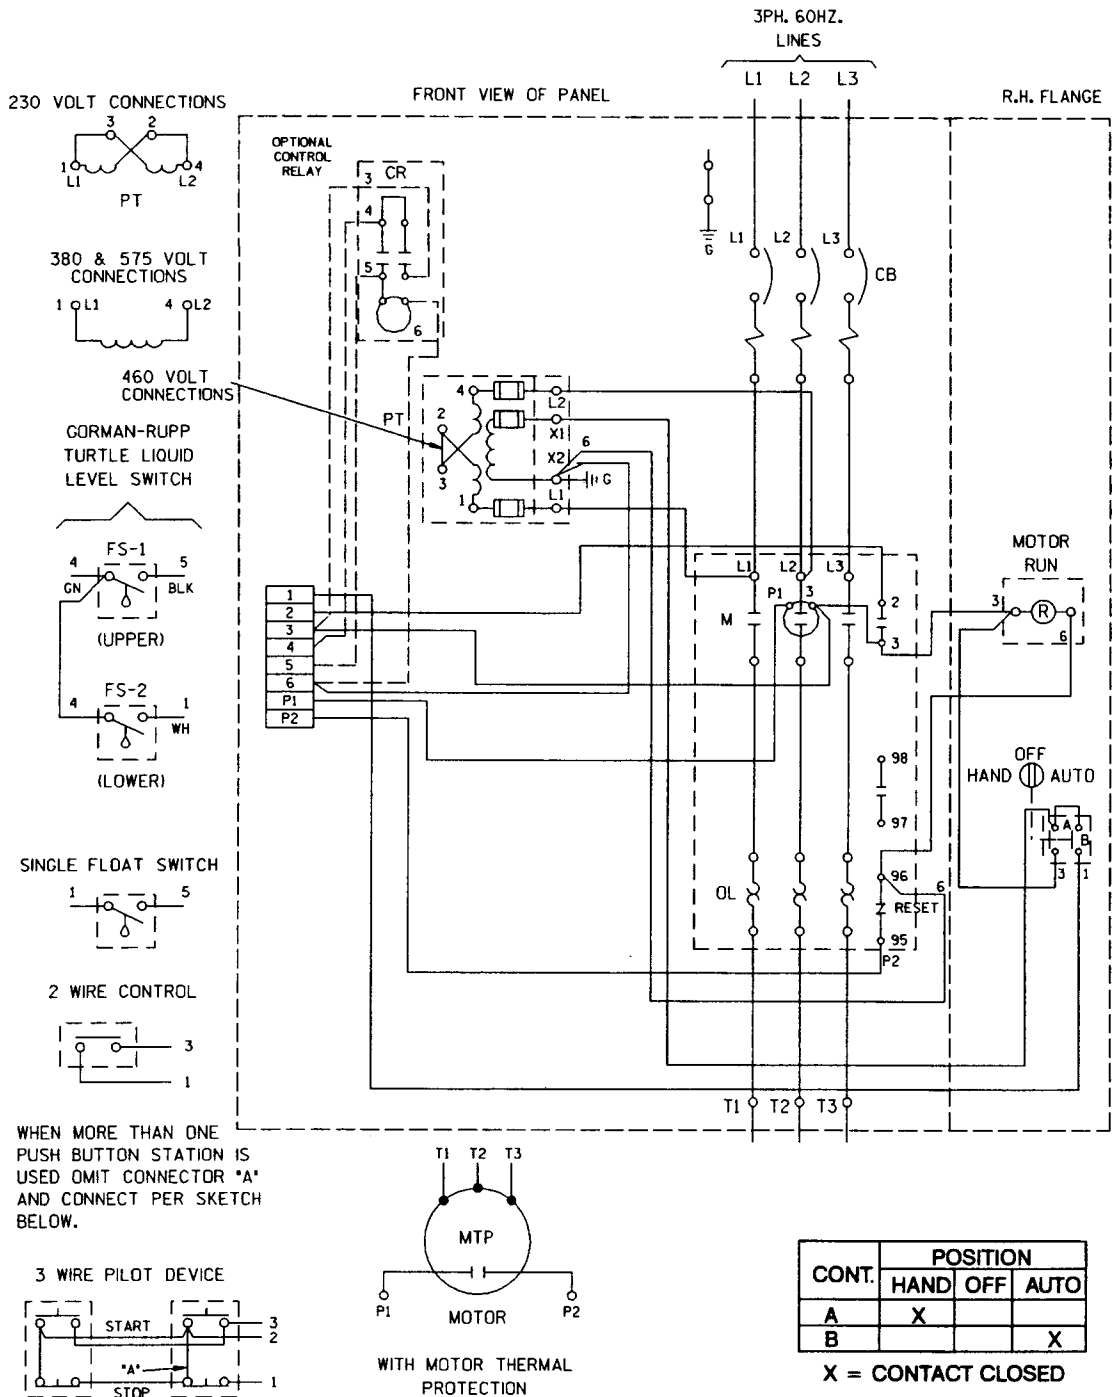 3PH. 60HZ.
LINES
L1 L2 L3
230 VOLT CONNECTIONS
3 2
1 4
L1 L2
PT
FRONT VIEW OF PANEL
R.H. FLANGE
OPTIONAL
CONTROL
RELAY
CR
3
4
5
6
G
L1 L2 L3
CB
380 & 575 VOLT
CONNECTIONS
1 L1 4 L2
460 VOLT
CONNECTIONS
PT
4
2
3
1
L2
X1
X2
L1
6
G
GORMAN-RUPP
TURTLE LIQUID
LEVEL SWITCH
FS-1
4 5
GN BLK
(UPPER)
FS-2
4 1
WH
(LOWER)
1
2
3
4
5
6
P1
P2
L1 L2 L3
P1 3
M
2
3
MOTOR
RUN
3 R
6
98
97
96
6
RESET
95
P2
OL
OFF
HAND AUTO
A
B
3 1
SINGLE FLOAT SWITCH
1 5
2 WIRE CONTROL
3
1
T1 T2 T3
WHEN MORE THAN ONE
PUSH BUTTON STATION IS
USED OMIT CONNECTOR "A"
AND CONNECT PER SKETCH
BELOW.
3 WIRE PILOT DEVICE
START
3
2
"A"
STOP
1
T1 T2 T3
MTP
P1 P2
MOTOR
WITH MOTOR THERMAL
PROTECTION
CONT. POSITION
HAND OFF AUTO
A X
B X
X = CONTACT CLOSED